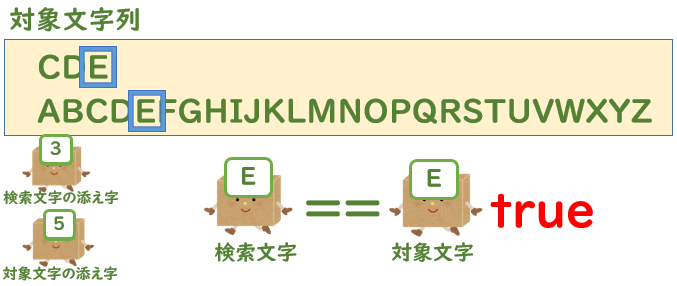 対象文字列
CDE
ABCDEFGHIJKLMNOPQRSTUVWXYZ
3
検索文字の添え字
5
対象文字の添え字
E == E true
検索文字 対象文字